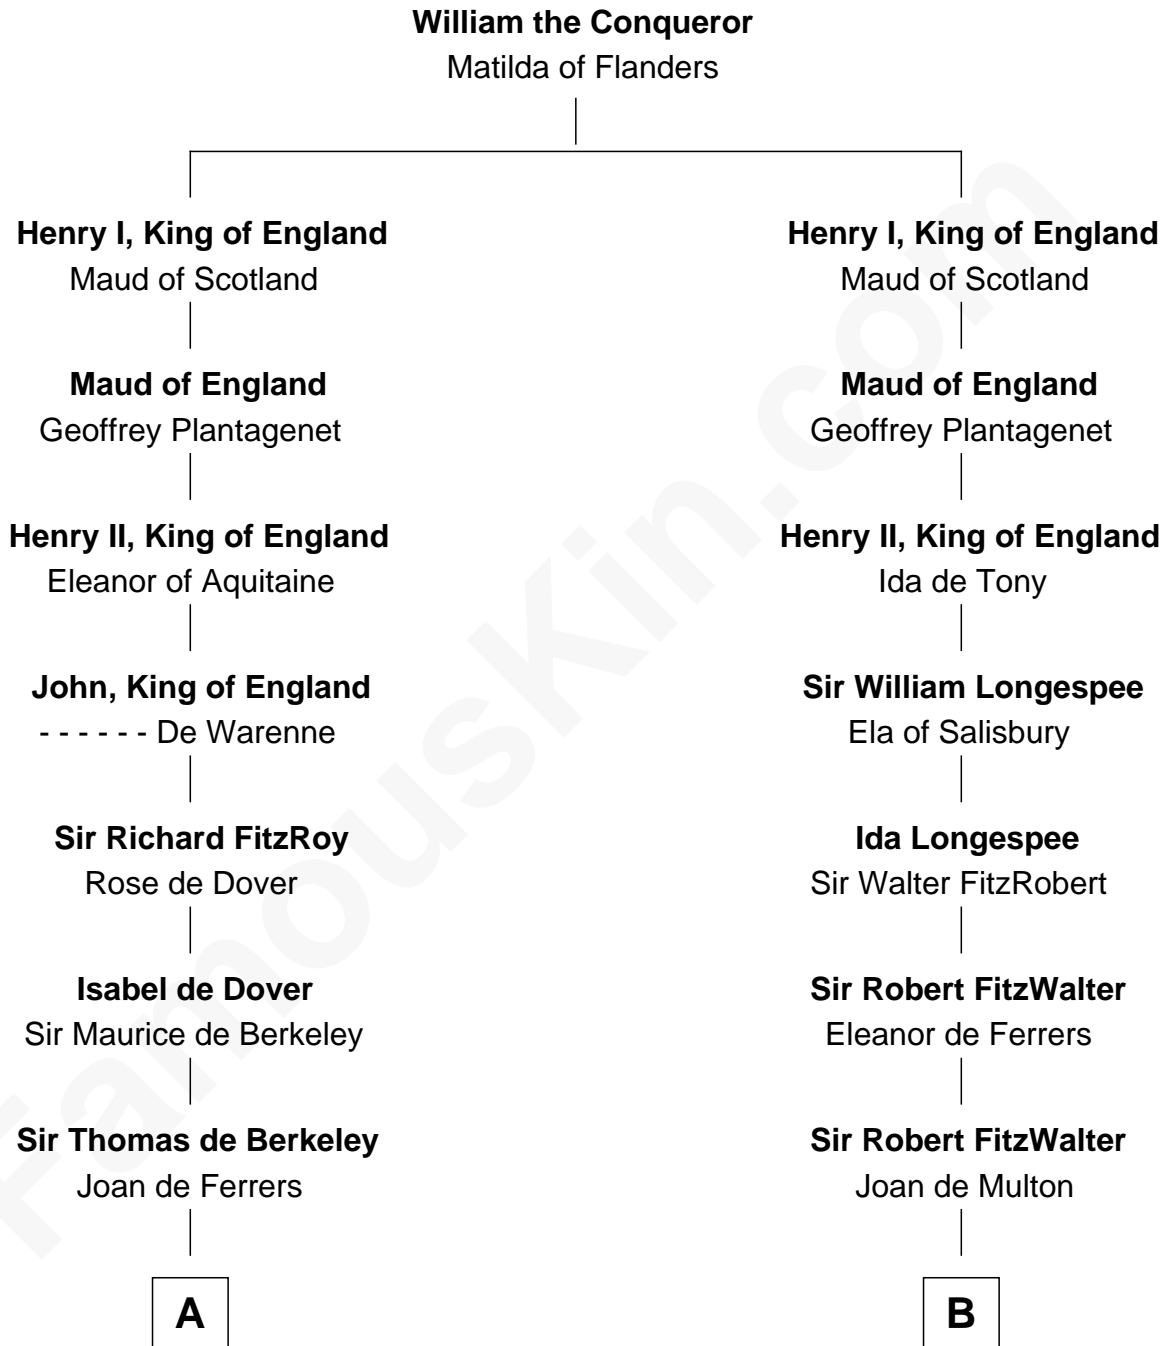 William the Conqueror
Matilda of Flanders
Henry I, King of England
Maud of Scotland
Henry I, King of England
Maud of Scotland
Maud of England
Geoffrey Plantagenet
Maud of England
Geoffrey Plantagenet
Henry II, King of England
Eleanor of Aquitaine
Henry II, King of England
Ida de Tony
John, King of England
- - - - - - De Warenne
Sir William Longespee
Ela of Salisbury
Sir Richard FitzRoy
Rose de Dover
Ida Longespee
Sir Walter FitzRobert
Isabel de Dover
Sir Maurice de Berkeley
Sir Robert FitzWalter
Eleanor de Ferrers
Sir Thomas de Berkeley
Joan de Ferrers
Sir Robert FitzWalter
Joan de Multon
A
B
FamousKin.com